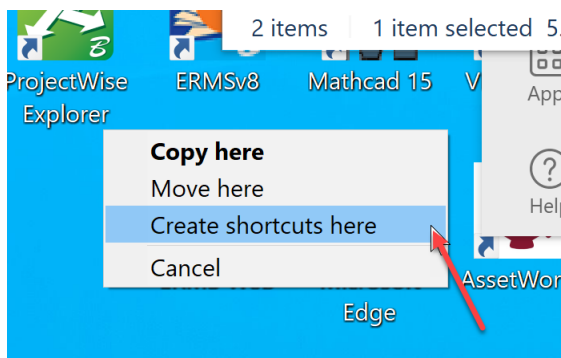 2 items 1 item selected 5.
ProjectWise
Explorer
ERMSv8
Mathcad 15
V
App
Copy here
Move here
Create shortcuts here
Cancel
Help
AssetWor
Edge